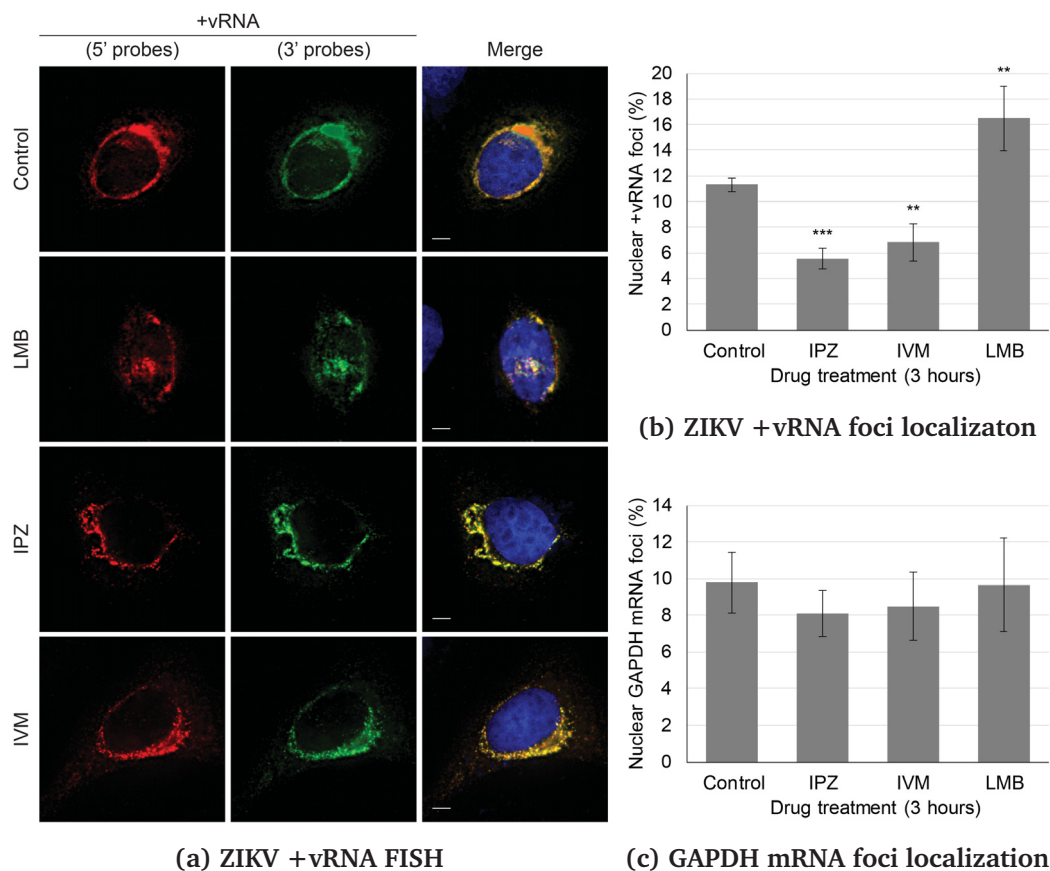 +vRNA
(5' probes) (3' probes) Merge
Control
LMB
IPZ
IVM
(a) ZIKV +vRNA FISH
Nuclear +vRNA foci (%)
20
18
16
14
12
10
8
6
4
2
0
***
**
**
Control IPZ IVM LMB
Drug treatment (3 hours)
(b) ZIKV +vRNA foci localizaton
Nuclear GAPDH mRNA foci (%)
14
12
10
8
6
4
2
0
Control IPZ IVM LMB
Drug treatment (3 hours)
(c) GAPDH mRNA foci localization